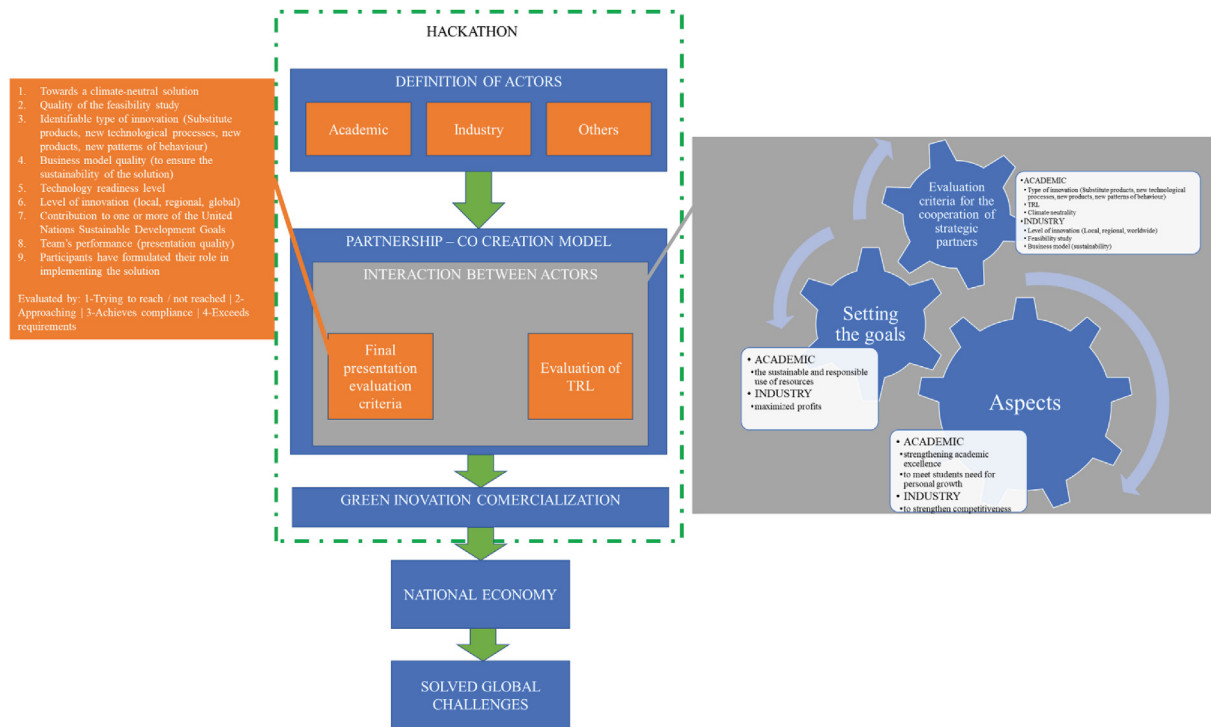 HACKATHON
DEFINITION OF ACTORS
Academic
Industry
Others
1. Towards a climate-neutral solution
2. Quality of the feasibility study
3. Identifiable type of innovation (Substitute
products, new technological processes, new
products, new patterns of behaviour)
4. Business model quality (to ensure the
sustainability of the solution)
5. Technology readiness level
6. Level of innovation (local, regional, global)
7. Contribution to one or more of the United
Nations Sustainable Development Goals
8. Team's performance (presentation quality)
9. Participants have formulated their role in
implementing the solution
Evaluated by: 1-Trying to reach / not reached | 2-
Approaching | 3-Achieves compliance | 4-Exceeds
requirements
PARTNERSHIP – CO CREATION MODEL
INTERACTION BETWEEN ACTORS
Final
presentation
evaluation
criteria
Evaluation of
TRL
GREEN INOVATION COMERCIALIZATION
NATIONAL ECONOMY
SOLVED GLOBAL
CHALLENGES
Evaluation
criteria for the
cooperation of
strategic
partners
•ACADEMIC
•Type of innovation (Substitute products, new technological
processes, new products, new patterns of behaviour)
•TRL
•Climate neutrality
•INDUSTRY
•Level of innovation (Local, regional, worldwide)
•Feasibility study
•Business model (sustainability)
Setting
the goals
• ACADEMIC
•the sustainable and responsible
use of resources
• INDUSTRY
•maximized profits
Aspects
• ACADEMIC
•strengthening academic
excellence
•to meet students need for
personal growth
• INDUSTRY
•to strengthen competitiveness